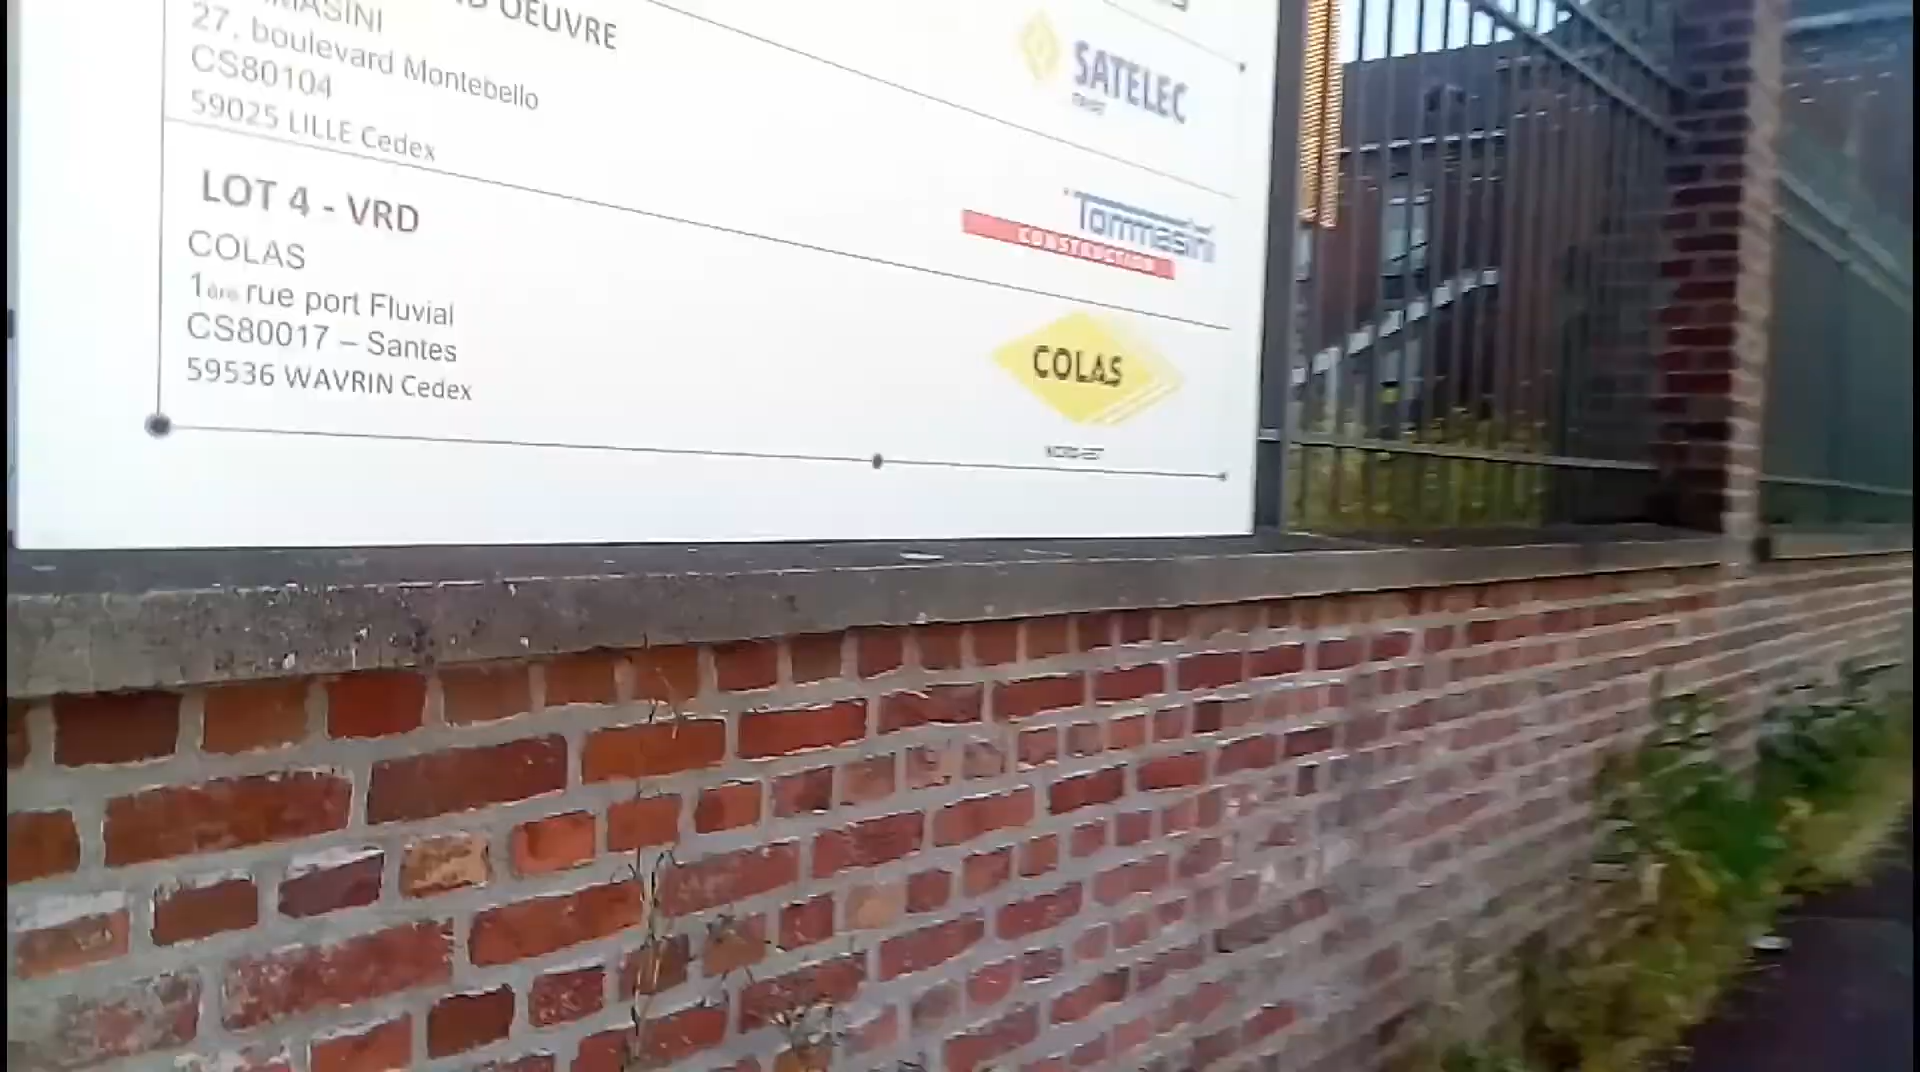 OEUVRE
27, boulevard Montebello
CS80104
59025 LILLE Cedex
LOT 4 - VRD
COLAS
1ère rue port Fluvial
CS80017 – Santes
59536 WAVRIN Cedex
SATELEC
Tommasini
CONSTRUCTION
COLAS